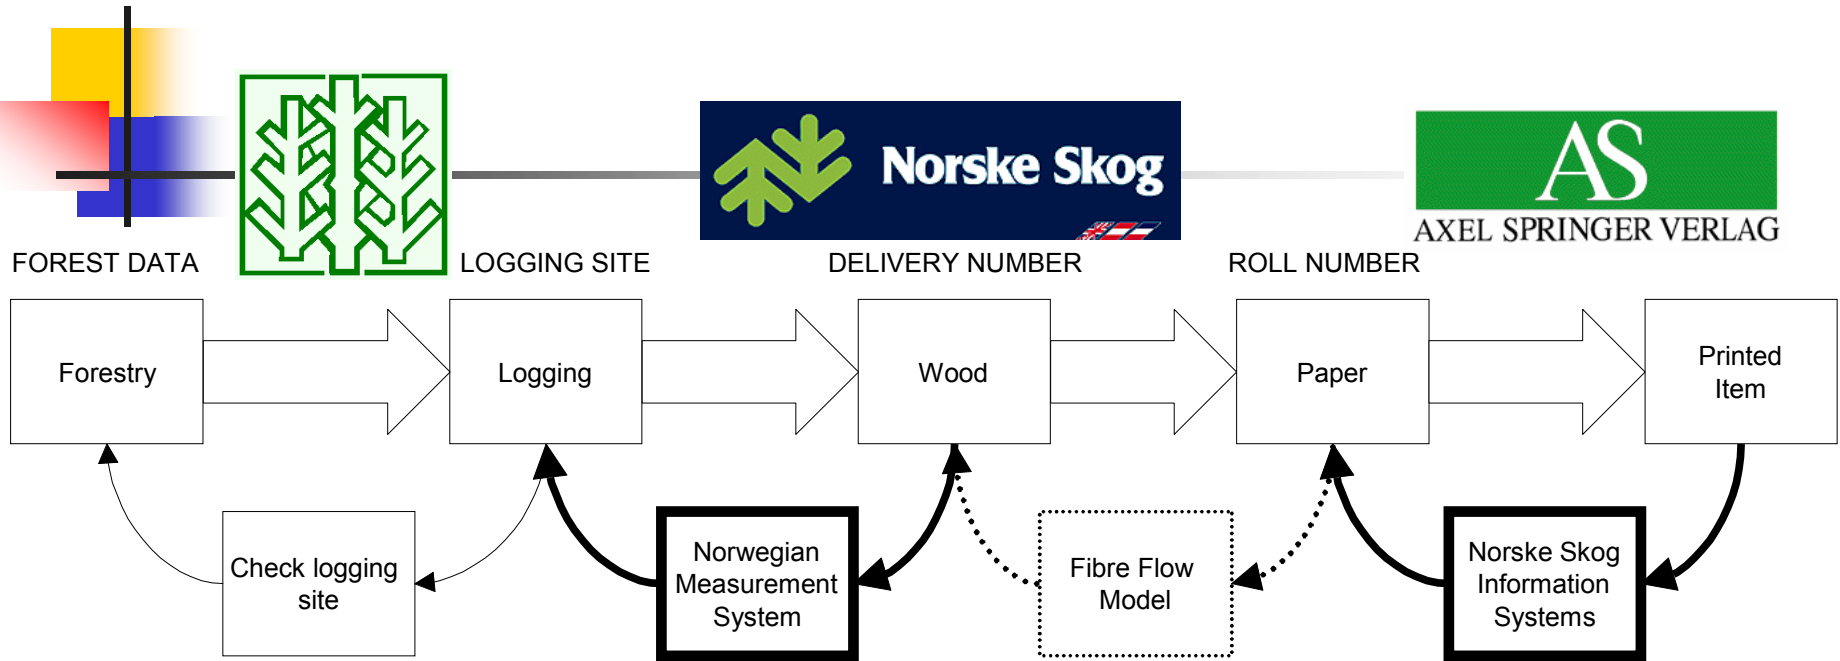 Norske Skog
AS
AXEL SPRINGER VERLAG
FOREST DATA
LOGGING SITE
DELIVERY NUMBER
ROLL NUMBER
Forestry
Logging
Wood
Paper
Printed
Item
Check logging
site
Norwegian
Measurement
System
Fibre Flow
Model
Norske Skog
Information
Systems